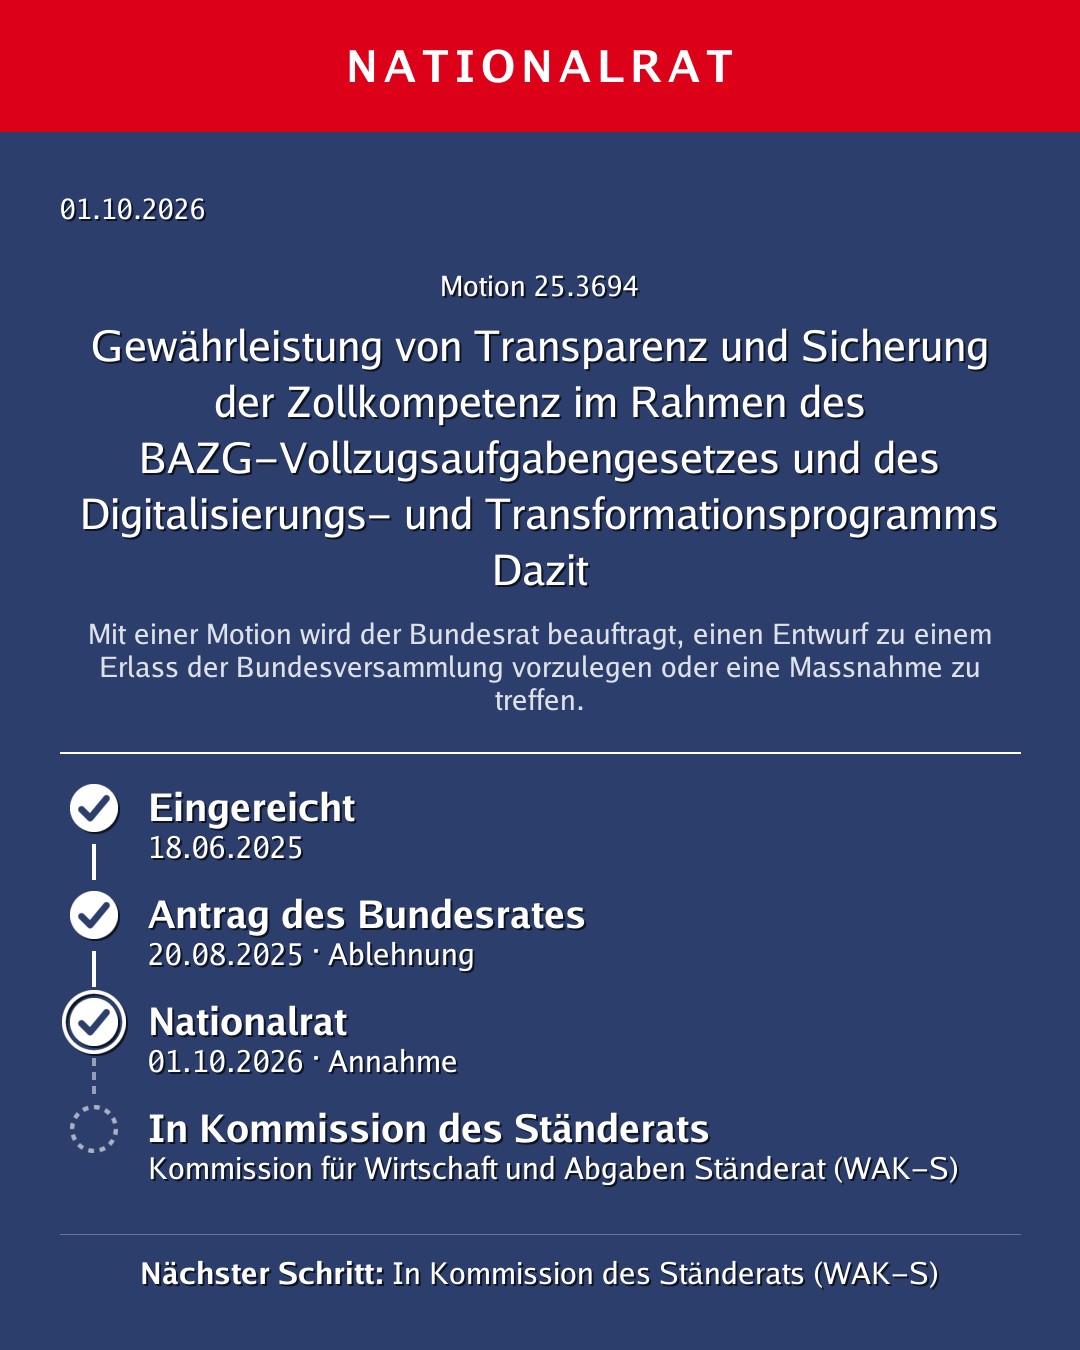 NATIONALRAT
01.10.2026
Motion 25.3694
Gewährleistung von Transparenz und Sicherung
der Zollkompetenz im Rahmen des
BAZG-Vollzugsaufgabengesetzes und des
Digitalisierungs- und Transformationsprogramms
Dazit
Mit einer Motion wird der Bundesrat beauftragt, einen Entwurf zu einem
Erlass der Bundesversammlung vorzulegen oder eine Massnahme zu
treffen.
Eingereicht
18.06.2025
Antrag des Bundesrates
20.08.2025 · Ablehnung
Nationalrat
01.10.2026 · Annahme
In Kommission des Ständerats
Kommission für Wirtschaft und Abgaben Ständerat (WAK-S)
Nächster Schritt: In Kommission des Ständerats (WAK-S)